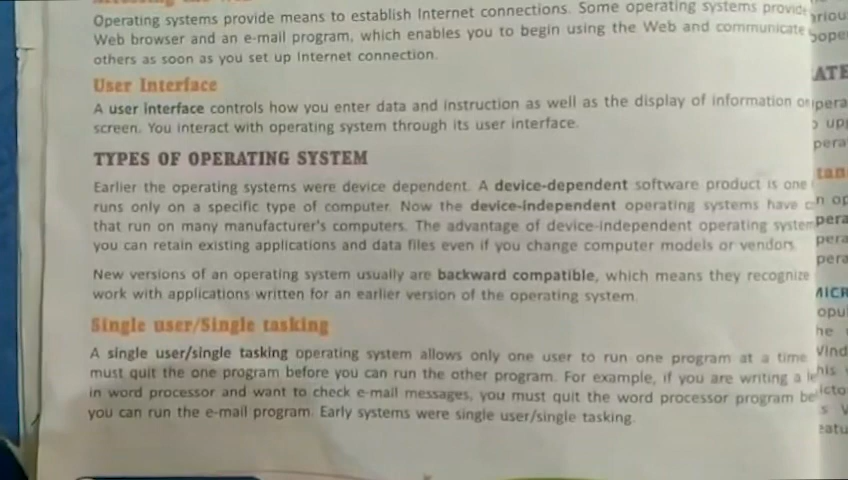 Operating systems provide means to establish Internet connections. Some operating systems provide
Web browser and an e-mail program, which enables you to begin using the Web and communicate
others as soon as you set up Internet connection.
User Interface
A user interface controls how you enter data and instruction as well as the display of information on
screen. You interact with operating system through its user interface.
TYPES OF OPERATING SYSTEM
Earlier the operating systems were device dependent. A device-dependent software product is one
runs only on a specific type of computer. Now the device-independent operating systems have
that run on many manufacturer's computers. The advantage of device-independent operating system
you can retain existing applications and data files even if you change computer models or vendors.
New versions of an operating system usually are backward compatible, which means they recognize
work with applications written for an earlier version of the operating system.
Single user/Single tasking
A single user/single tasking operating system allows only one user to run one program at a time.
must quit the one program before you can run the other program. For example, if you are writing a
in word processor and want to check e-mail messages, you must quit the word processor program
you can run the e-mail program. Early systems were single user/single tasking.